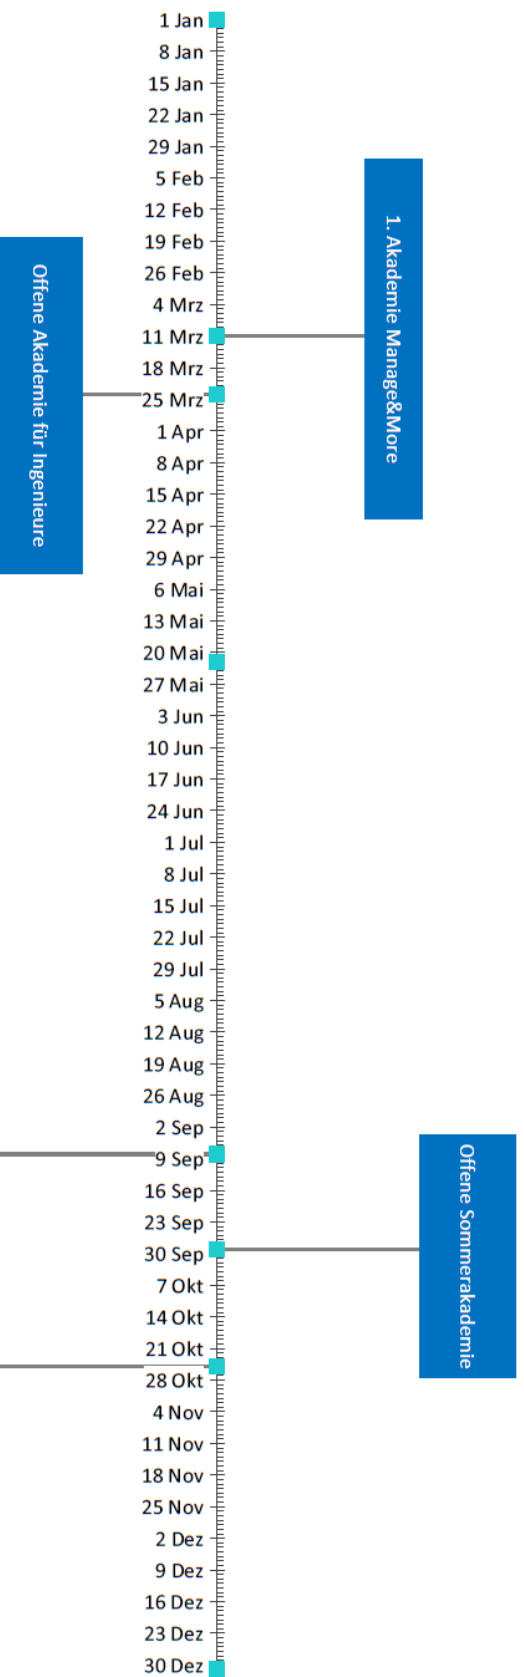 1 Jan
8 Jan
15 Jan
22 Jan
29 Jan
5 Feb
12 Feb
19 Feb
26 Feb
4 Mrz
11 Mrz
18 Mrz
25 Mrz
1 Apr
8 Apr
15 Apr
22 Apr
29 Apr
6 Mai
13 Mai
20 Mai
27 Mai
3 Jun
10 Jun
17 Jun
24 Jun
1 Jul
8 Jul
15 Jul
22 Jul
29 Jul
5 Aug
12 Aug
19 Aug
26 Aug
2 Sep
9 Sep
16 Sep
23 Sep
30 Sep
7 Okt
14 Okt
21 Okt
28 Okt
4 Nov
11 Nov
18 Nov
25 Nov
2 Dez
9 Dez
16 Dez
23 Dez
30 Dez
1. Akademie Manage&More
Offene Akademie für Ingenieure
Offene Sommerakademie